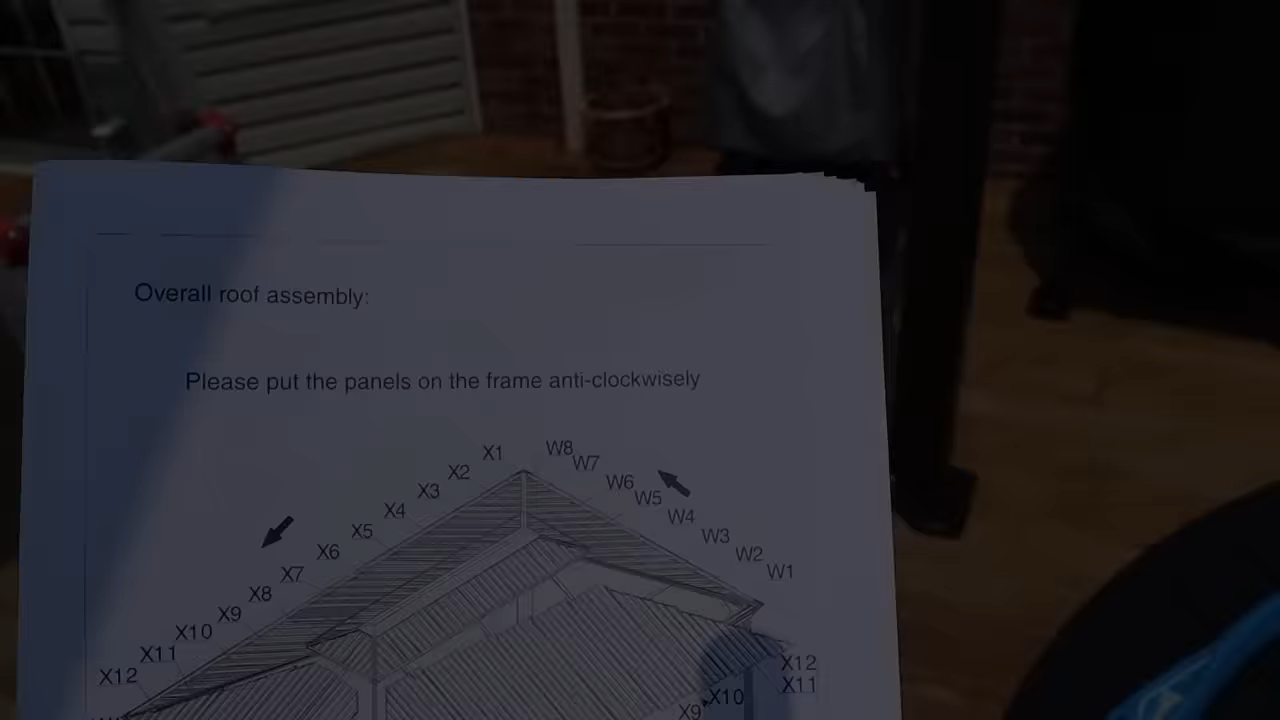 Overall roof assembly:
Please put the panels on the frame anti-clockwisely
X1
W8
X2
W7
X3
W6
X4
W5
X5
W4
X6
W3
X7
W2
X8
W1
X9
X10
X11
X12
X12
X11
X10
X9